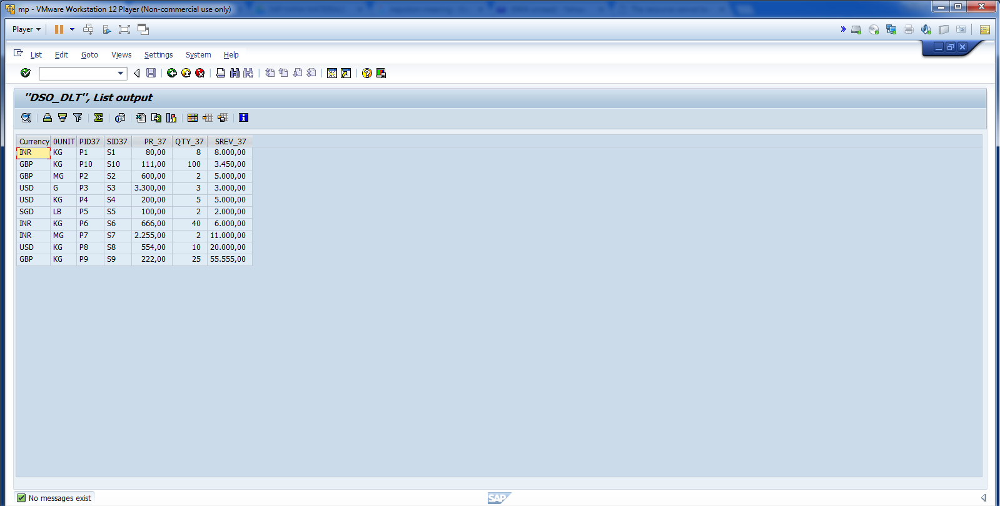 mp - VMware Workstation 12 Player (Non-commercial use only)
Player
List Edit Goto Views Settings System Help
"DSO_DLT", List output
Currency 0UNIT PID37 SID37 PR_37 QTY_37 SREV_37
INR KG P1 S1 80,00 8 8.000,00
GBP KG P10 S10 111,00 100 3.450,00
GBP MG P2 S2 600,00 2 5.000,00
USD G P3 S3 3.300,00 3 3.000,00
USD KG P4 S4 200,00 5 5.000,00
SGD LB P5 S5 100,00 2 2.000,00
INR KG P6 S6 666,00 40 6.000,00
INR MG P7 S7 2.255,00 2 11.000,00
USD KG P8 S8 554,00 10 20.000,00
GBP KG P9 S9 222,00 25 55.555,00
No messages exist
SAP